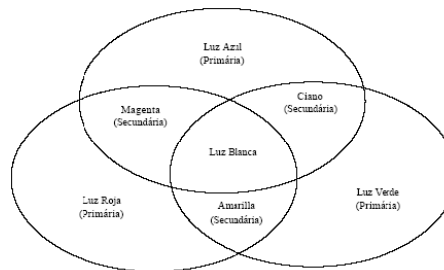 Luz Azul
(Primária)
Magenta
(Secundária)
Ciano
(Secundária)
Luz Blanca
Luz Roja
(Primária)
Amarilla
(Secundária)
Luz Verde
(Primária)